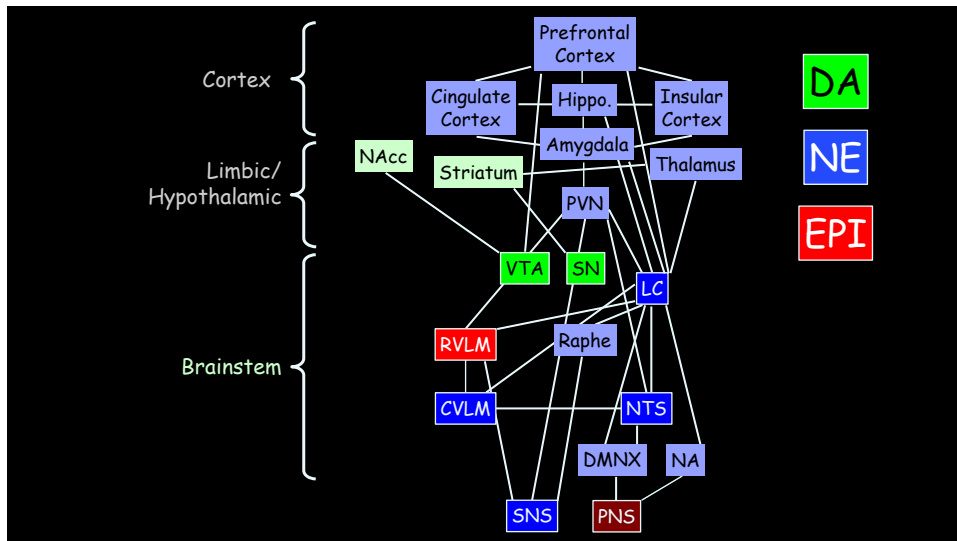 Prefrontal
Cortex
Cortex
DA
Cingulate
Cortex
Hippo.
Insular
Cortex
Amygdala
NE
NAcc
Striatum
Thalamus
Limbic/
Hypothalamic
PVN
EPI
VTA
SN
LC
RVLM
Raphe
Brainstem
CVLM
NTS
DMNX
NA
SNS
PNS